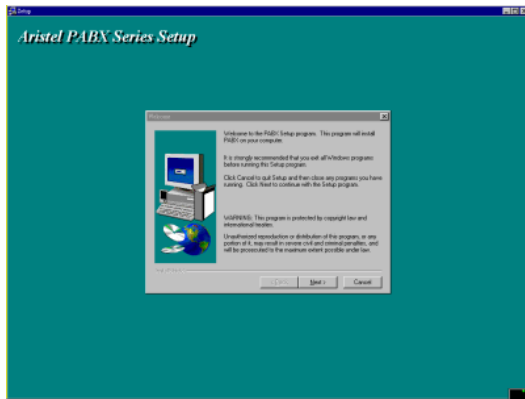 Setup
Aristel PABX Series Setup
Welcome
Welcome to the PABX Setup program. This program will install
PABX on your computer.
It is strongly recommended that you exit all Windows programs
before running this Setup program.
Click Cancel to quit Setup and then close any programs you have
running. Click Next to continue with the Setup program.
WARNING: This program is protected by copyright law and
international treaties.
Unauthorized reproduction or distribution of this program, or any
portion of it, may result in severe civil and criminal penalties, and
will be prosecuted to the maximum extent possible under law.
< Back
Next >
Cancel